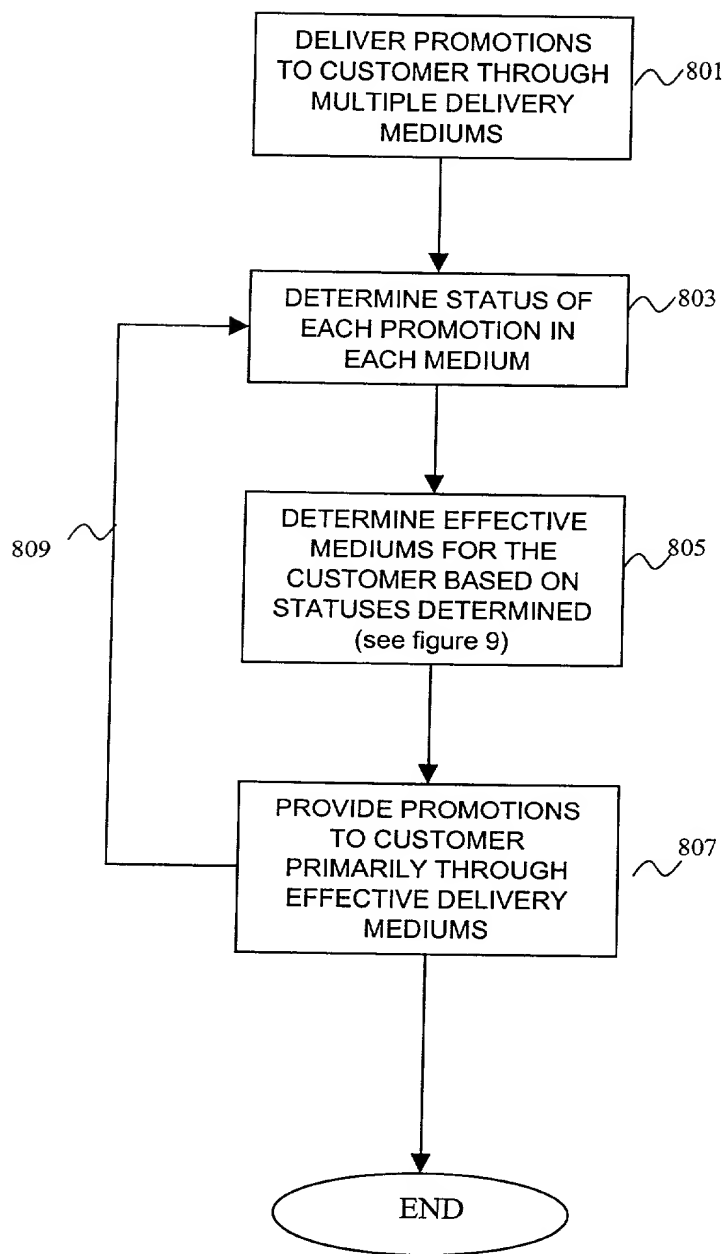 DELIVER PROMOTIONS
TO CUSTOMER THROUGH
MULTIPLE DELIVERY
MEDIUMS
801
DETERMINE STATUS OF
EACH PROMOTION IN
EACH MEDIUM
803
DETERMINE EFFECTIVE
MEDIUMS FOR THE
CUSTOMER BASED ON
STATUSES DETERMINED
(see figure 9)
805
809
PROVIDE PROMOTIONS
TO CUSTOMER
PRIMARILY THROUGH
EFFECTIVE DELIVERY
MEDIUMS
807
END